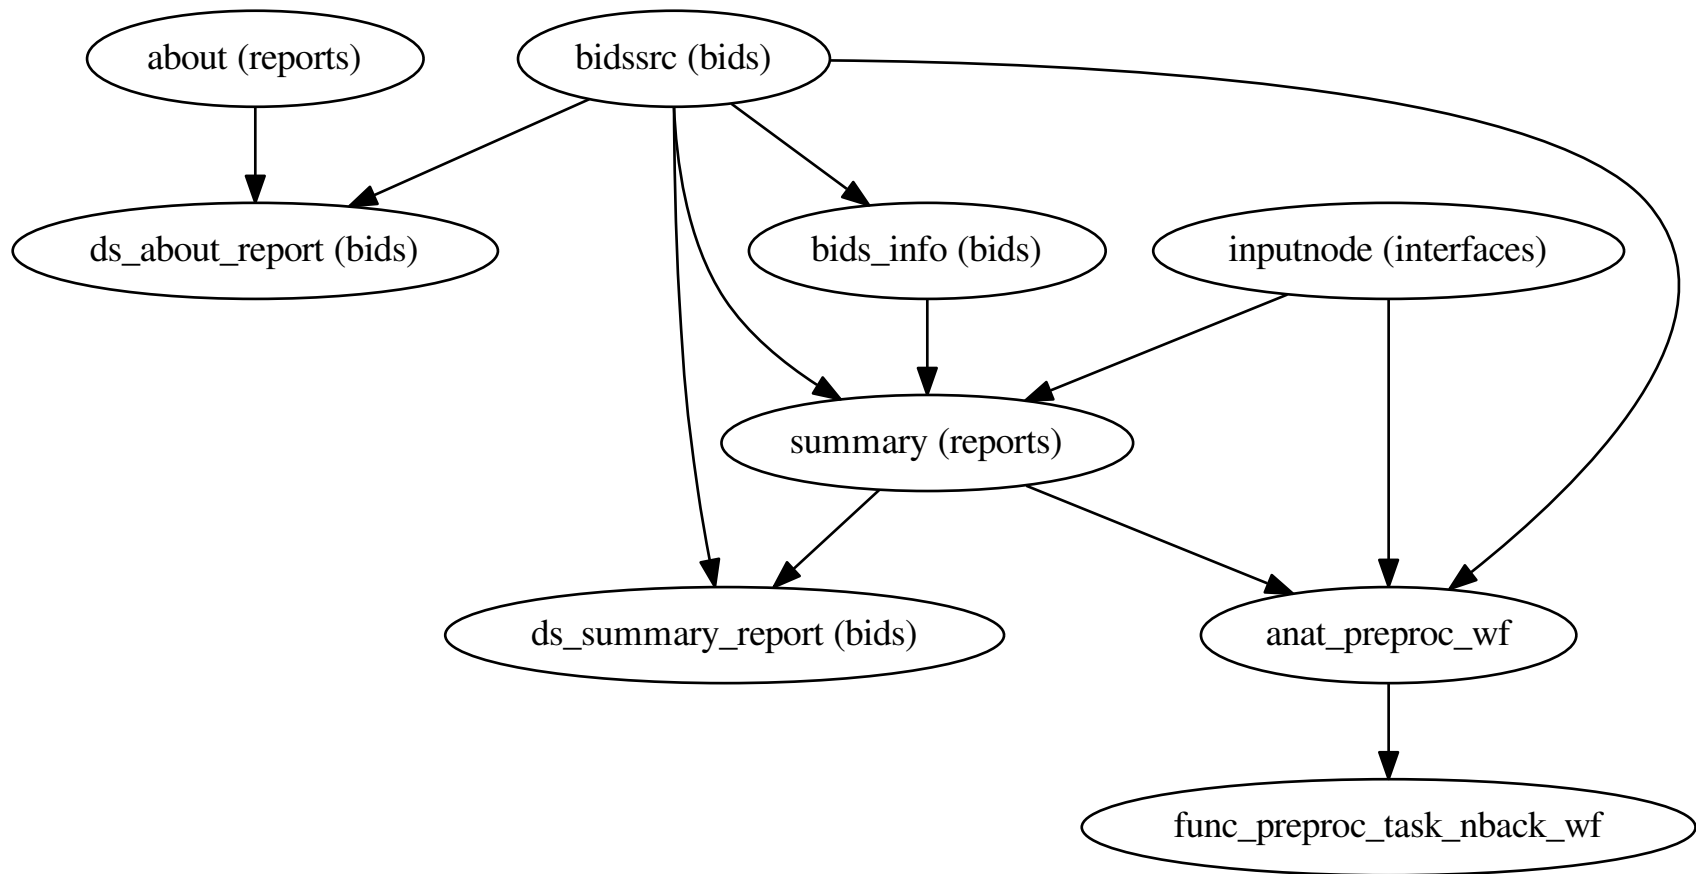 about (reports)
bidssrc (bids)
ds_about_report (bids)
bids_info (bids)
inputnode (interfaces)
summary (reports)
ds_summary_report (bids)
anat_preproc_wf
func_preproc_task_nback_wf